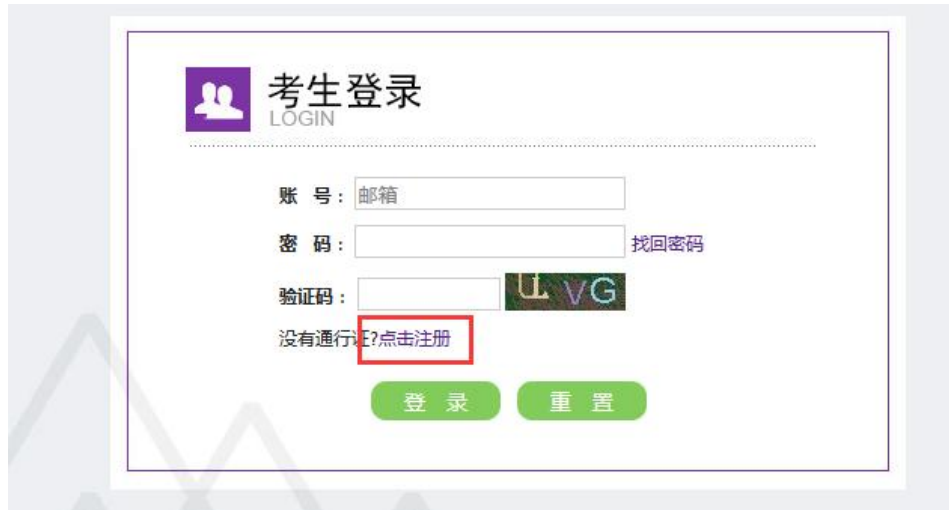 考生登录
LOGIN
账 号：邮箱
密 码： 找回密码
验证码： VG
没有通行证?点击注册
登 录 重 置